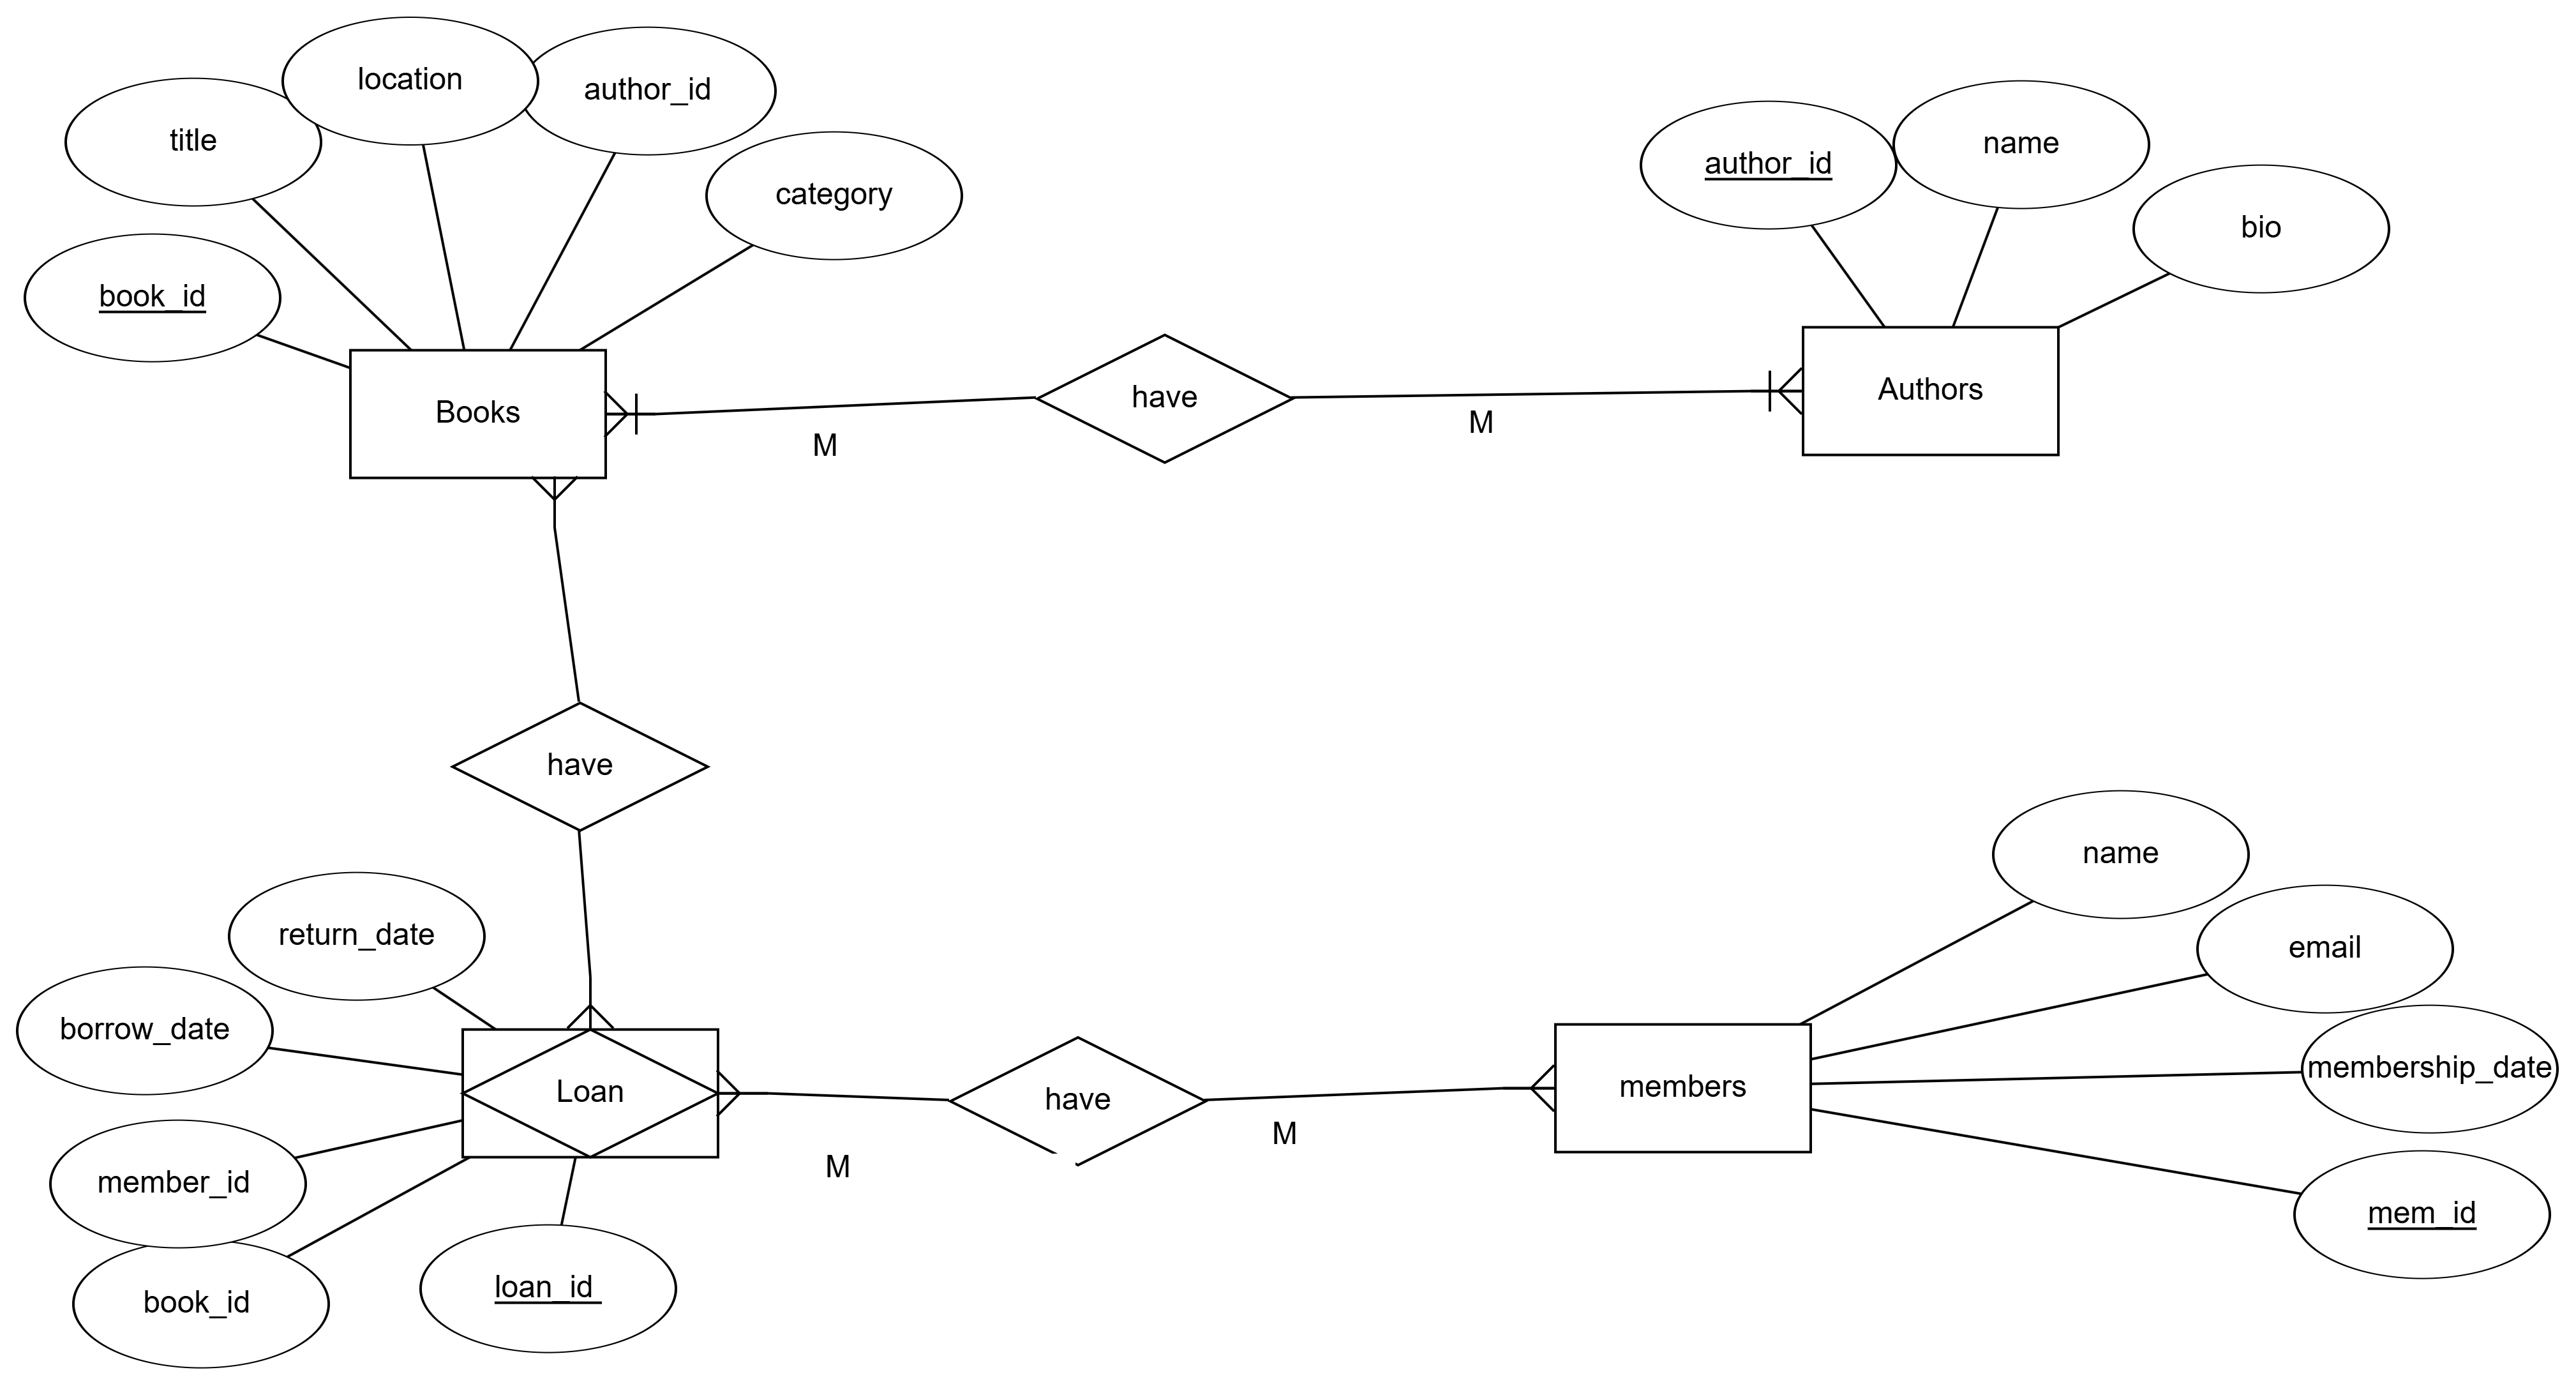 location
author_id
title
category
book_id
Books
author_id
name
bio
Authors
have
M
M
have
name
email
membership_date
mem_id
members
return_date
borrow_date
member_id
book_id
loan_id
Loan
have
M
M